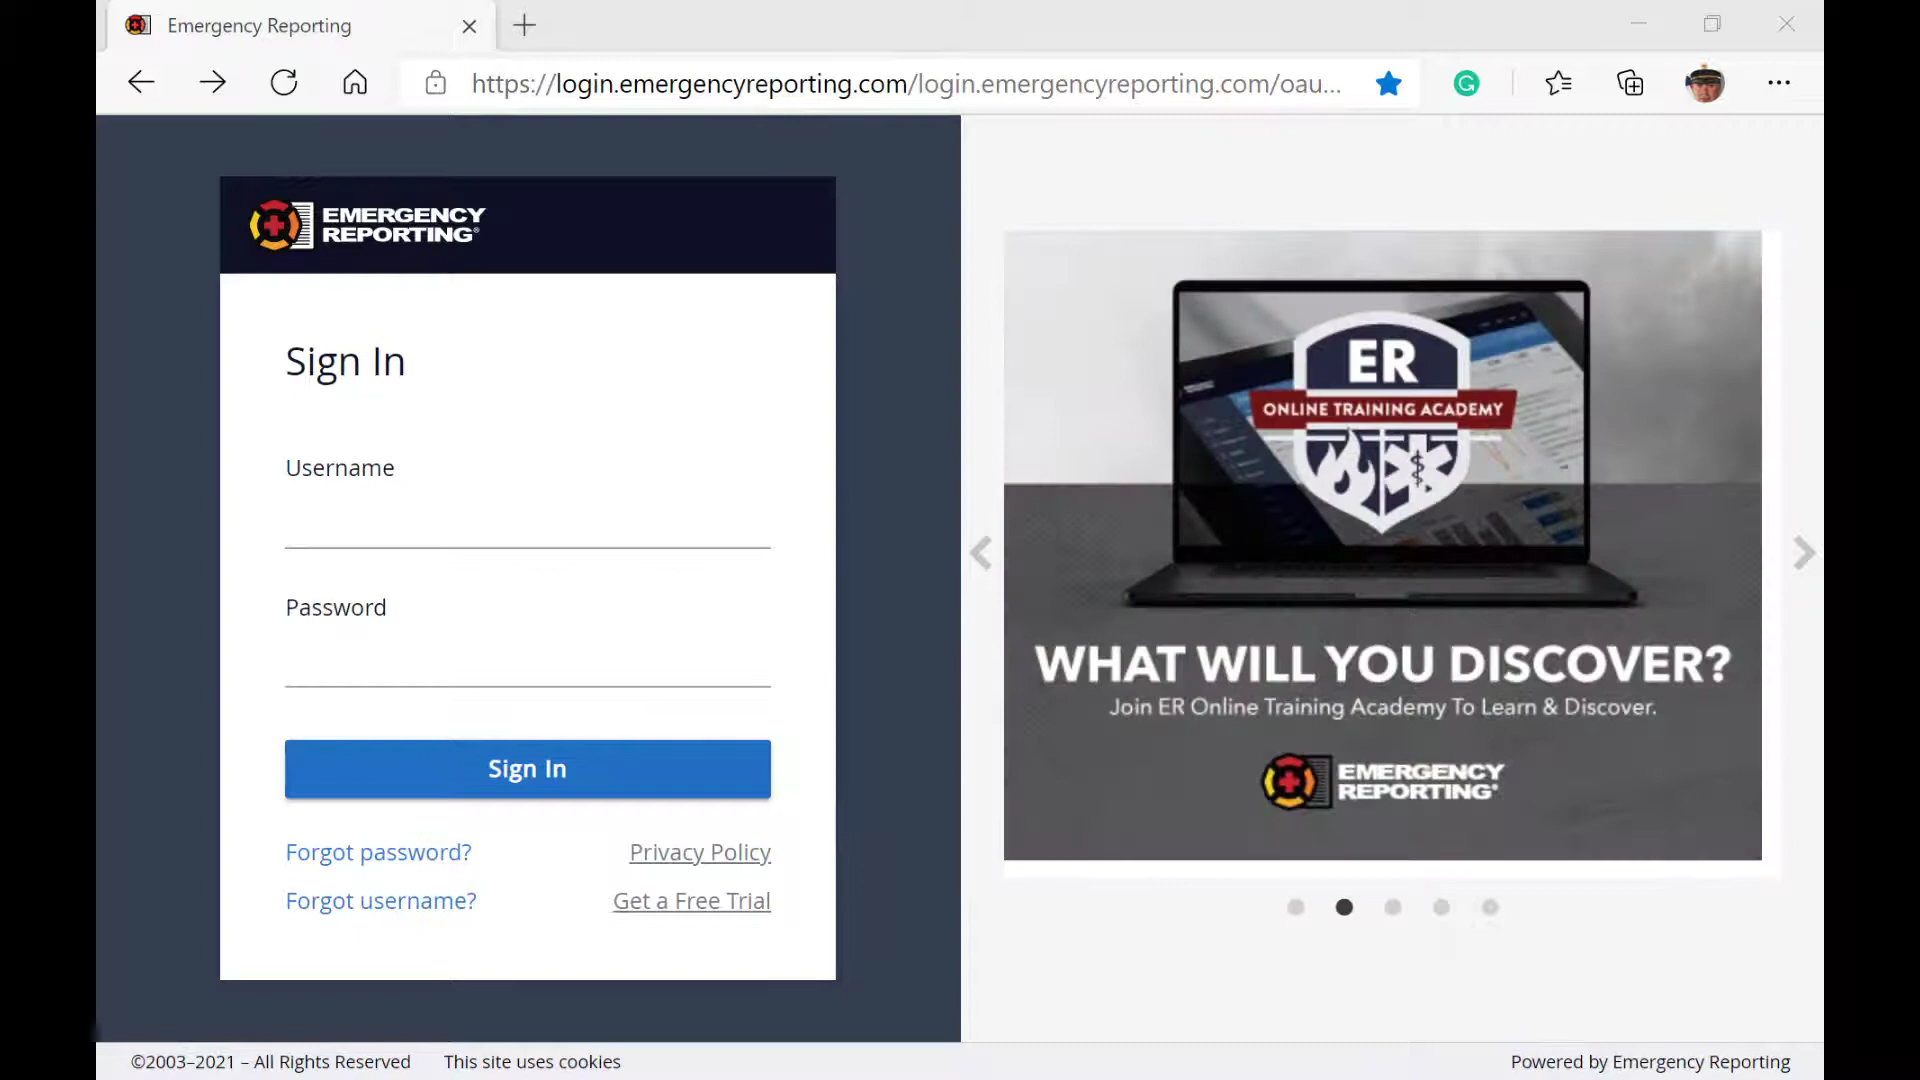 Emergency Reporting
https://login.emergencyreporting.com/login.emergencyreporting.com/oau...
EMERGENCY
REPORTING®
Sign In
Username
Password
Sign In
Forgot password?
Privacy Policy
Forgot username?
Get a Free Trial
ER
ONLINE TRAINING ACADEMY
WHAT WILL YOU DISCOVER?
Join ER Online Training Academy To Learn & Discover.
EMERGENCY
REPORTING®
©2003–2021 – All Rights Reserved
This site uses cookies
Powered by Emergency Reporting